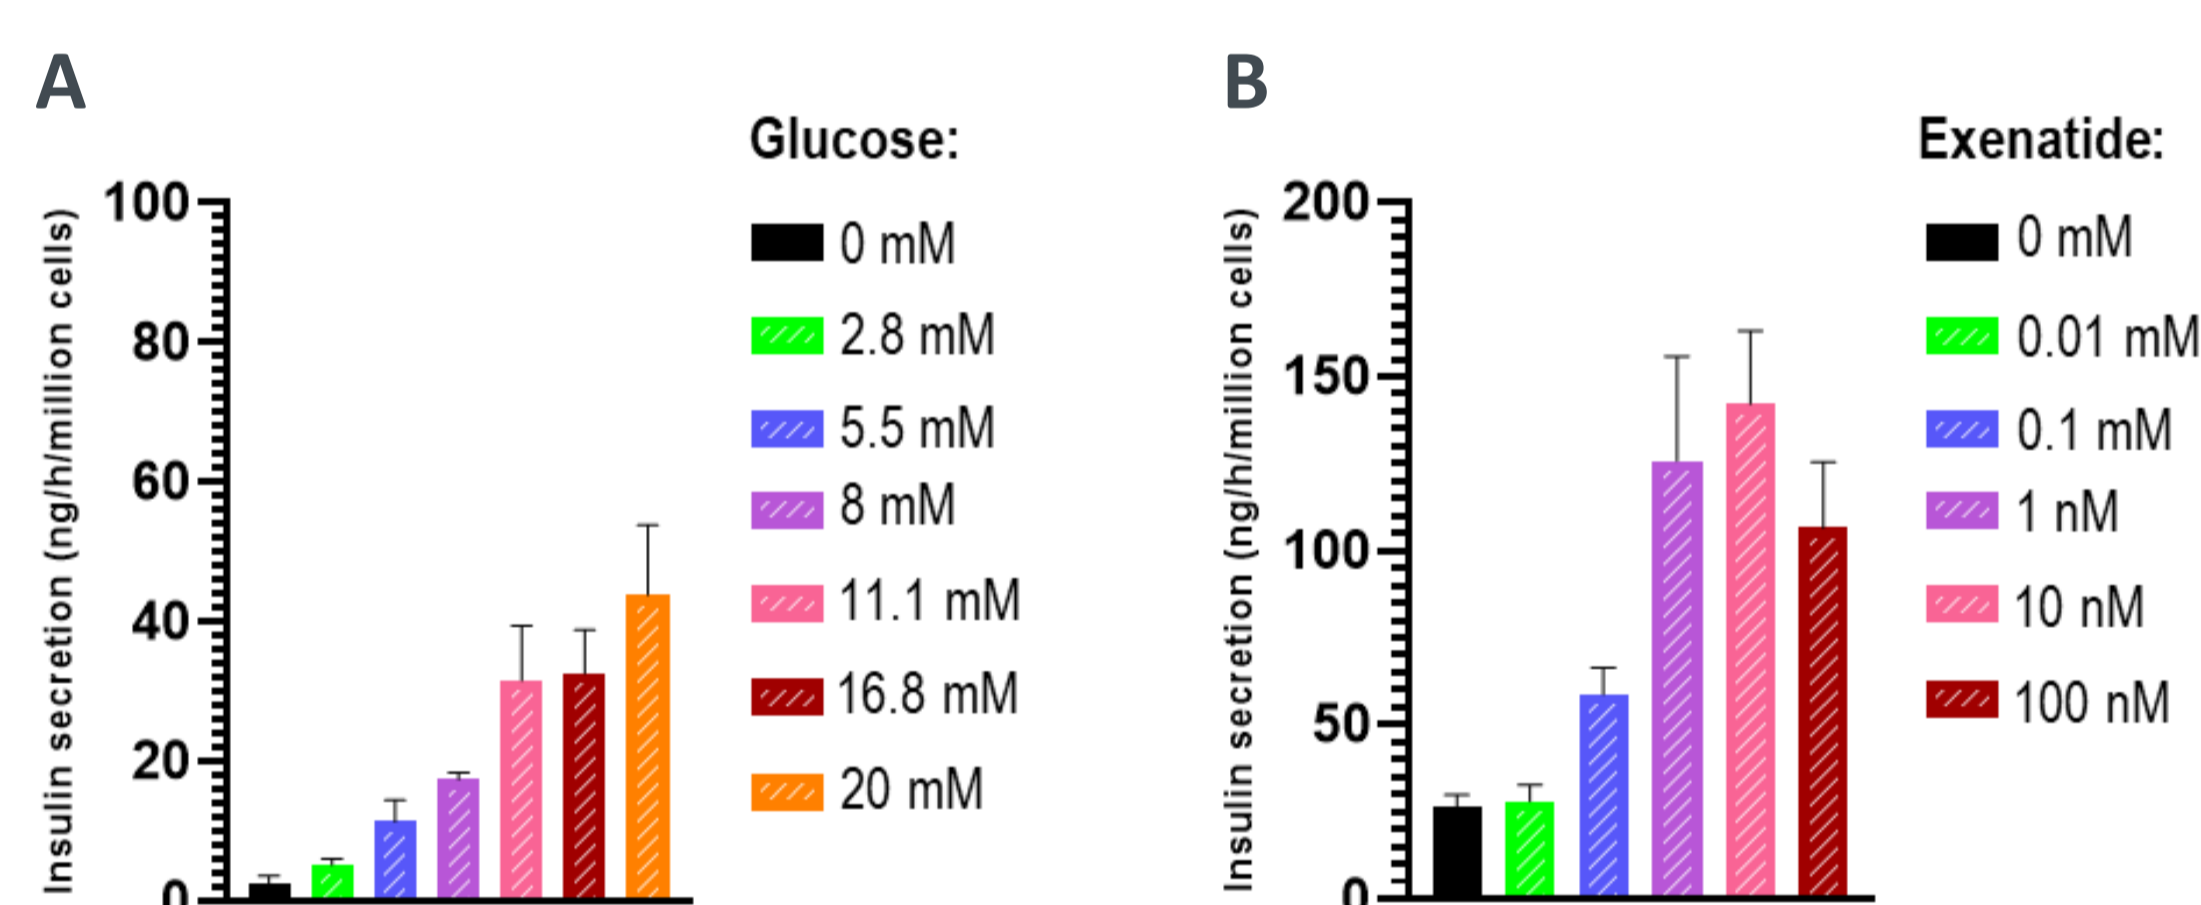 A
Glucose:
Insulin secretion (ng/h/million cells)
100
80
60
40
20
0
0 mM
2.8 mM
5.5 mM
8 mM
11.1 mM
16.8 mM
20 mM
B
Exenatide:
Insulin secretion (ng/h/million cells)
200
150
100
50
0
0 mM
0.01 mM
0.1 mM
1 nM
10 nM
100 nM